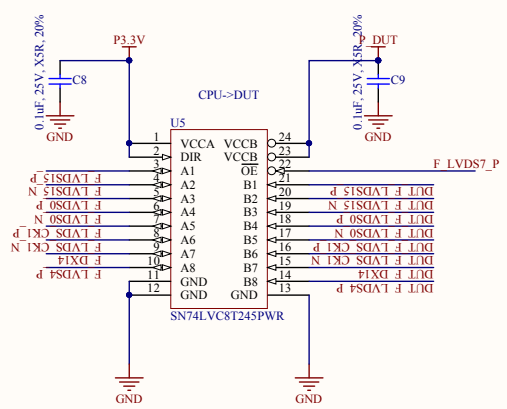 P3.3V
P_DUT
C8
0.1uF, 25V, X5R, 20%
GND
C9
0.1uF, 25V, X5R, 20%
GND
CPU->DUT
U5
1 VCCA VCCB 24
2 DIR VCCB 23
3 A1 OE 22 F_LVDS7_P
F_LVDS15_P 4 A2 B1 21 DUT_F_LVDS15_P
F_LVDS15_N 5 A3 B2 20 DUT_F_LVDS15_N
F_LVDS0_P 6 A4 B3 19 DUT_F_LVDS0_P
F_LVDS0_N 7 A5 B4 18 DUT_F_LVDS0_N
F_LVDS_CK1_P 8 A6 B5 17 DUT_F_LVDS_CK1_P
F_LVDS_CK1_N 9 A7 B6 16 DUT_F_LVDS_CK1_N
F_DX14 10 A8 B7 15 DUT_F_DX14
F_LVDS4_P 11 GND B8 14 DUT_F_LVDS4_P
12 GND GND 13
SN74LVC8T245PWR
GND
GND